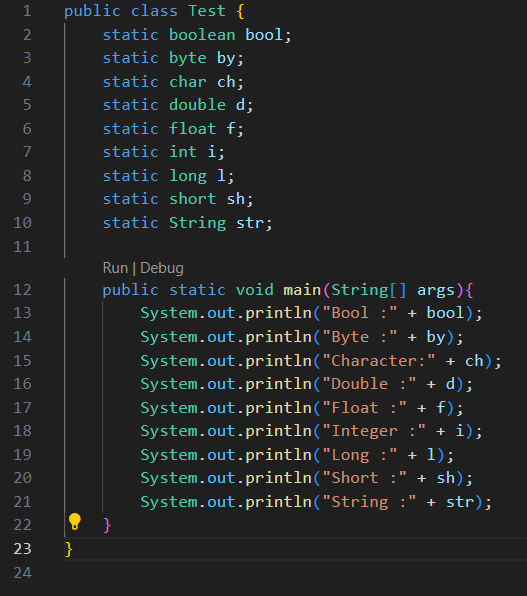 1 public class Test {
2 static boolean bool;
3 static byte by;
4 static char ch;
5 static double d;
6 static float f;
7 static int i;
8 static long l;
9 static short sh;
10 static String str;
11
Run | Debug
12 public static void main(String[] args){
13 System.out.println("Bool :" + bool);
14 System.out.println("Byte :" + by);
15 System.out.println("Character:" + ch);
16 System.out.println("Double :" + d);
17 System.out.println("Float :" + f);
18 System.out.println("Integer :" + i);
19 System.out.println("Long :" + l);
20 System.out.println("Short :" + sh);
21 System.out.println("String :" + str);
22 }
23 }
24